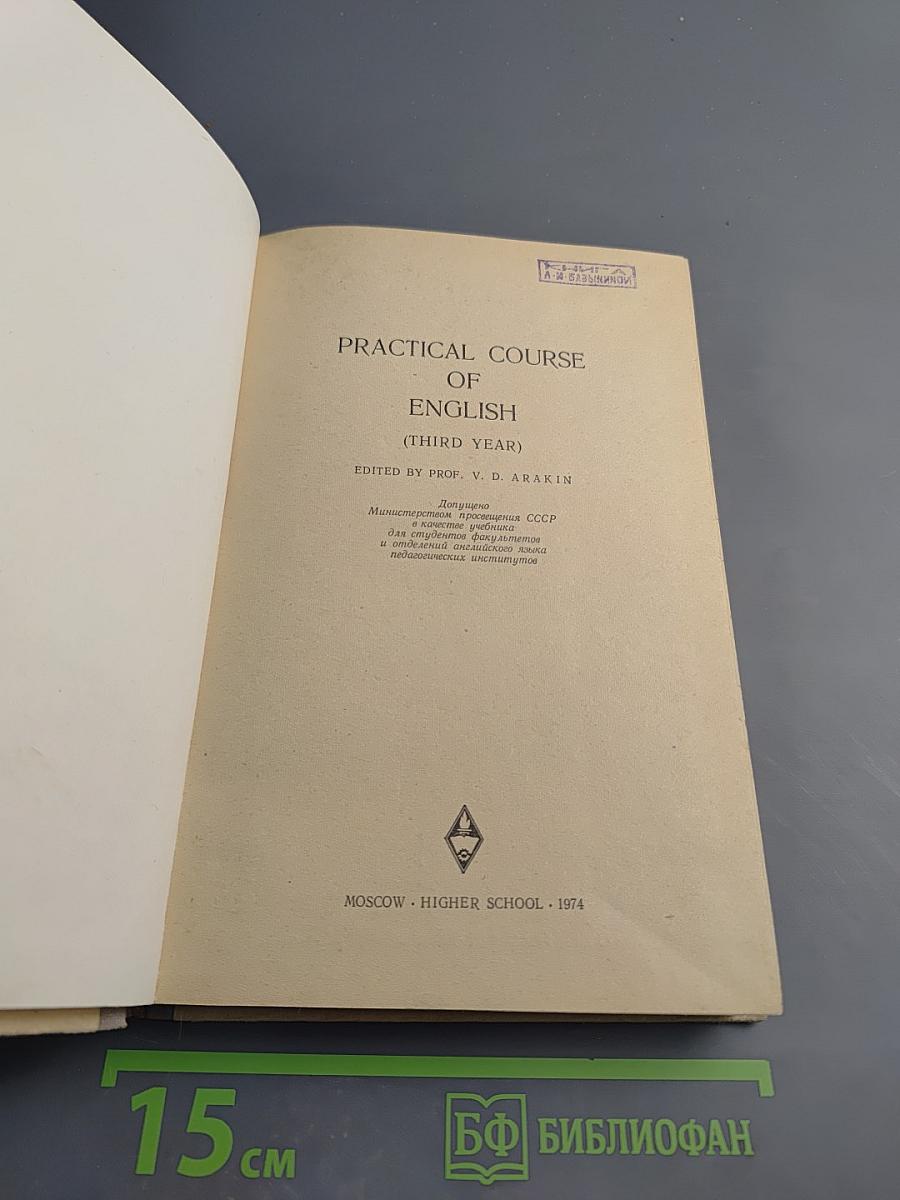 КНИГА
PRACTICAL COURSE
OF
ENGLISH
(THIRD YEAR)
EDITED BY PROF. V. D. ARAKIN
Допущено
Министерством просвещения СССР
в качестве учебника
для студентов факультетов
и отделений английского языка
педагогических институтов
MOSCOW · HIGHER SCHOOL · 1974
15 см
БФ БИБЛИОФАН